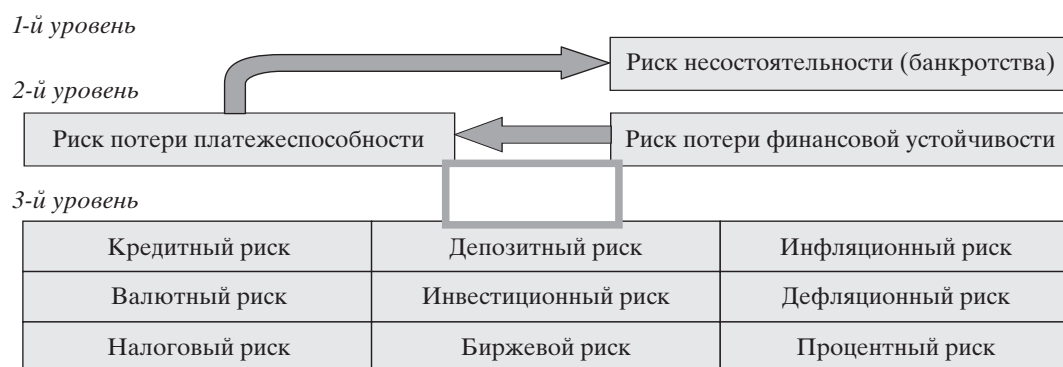 1-й уровень
Риск несостоятельности (банкротства)
2-й уровень
Риск потери платежеспособности
Риск потери финансовой устойчивости
3-й уровень
Кредитный риск
Депозитный риск
Инфляционный риск
Валютный риск
Инвестиционный риск
Дефляционный риск
Налоговый риск
Биржевой риск
Процентный риск